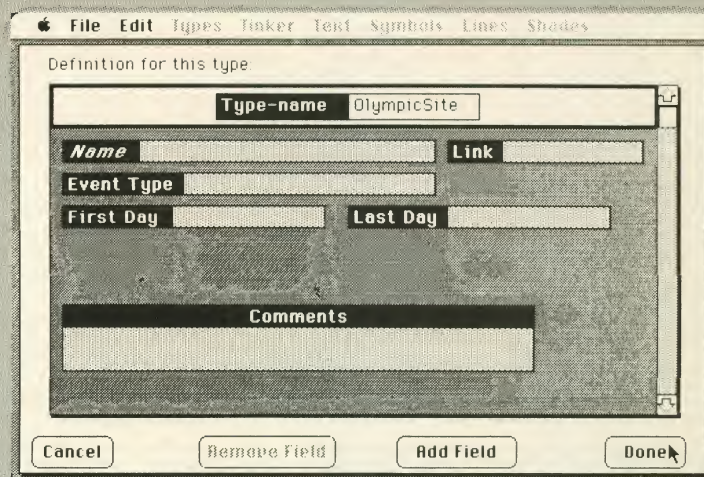 File Edit Types Tinker Text Symbols Lines Shades
Definition for this type
Type-name OlympicSite
Name Link
Event Type
First Day Last Day
Comments
Cancel Remove Field Add Field Done